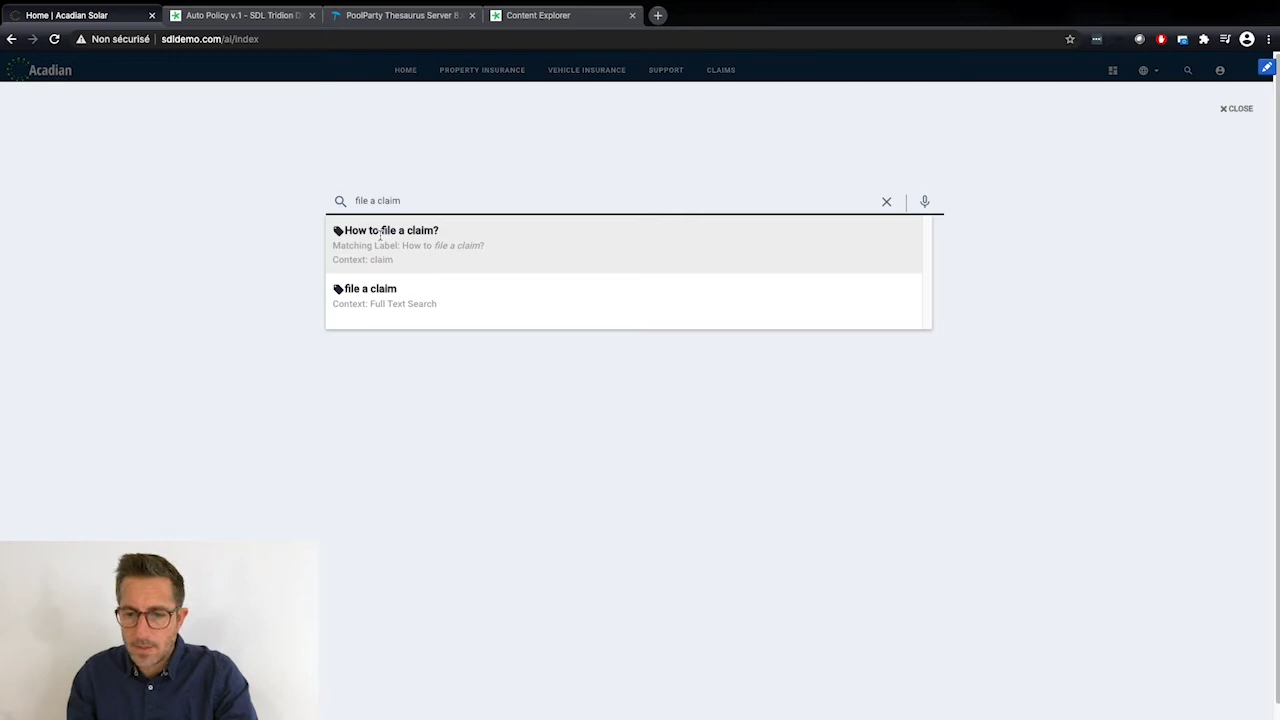 Home | Acadian Solar
Auto Policy v.1 - SDL Tridion D
PoolParty Thesaurus Server 8.
Content Explorer
Non sécurisé
sdldemo.com/ai/index
Acadian
HOME
PROPERTY INSURANCE
VEHICLE INSURANCE
SUPPORT
CLAIMS
CLOSE
file a claim
How to file a claim?
Matching Label: How to file a claim?
Context: claim
file a claim
Context: Full Text Search